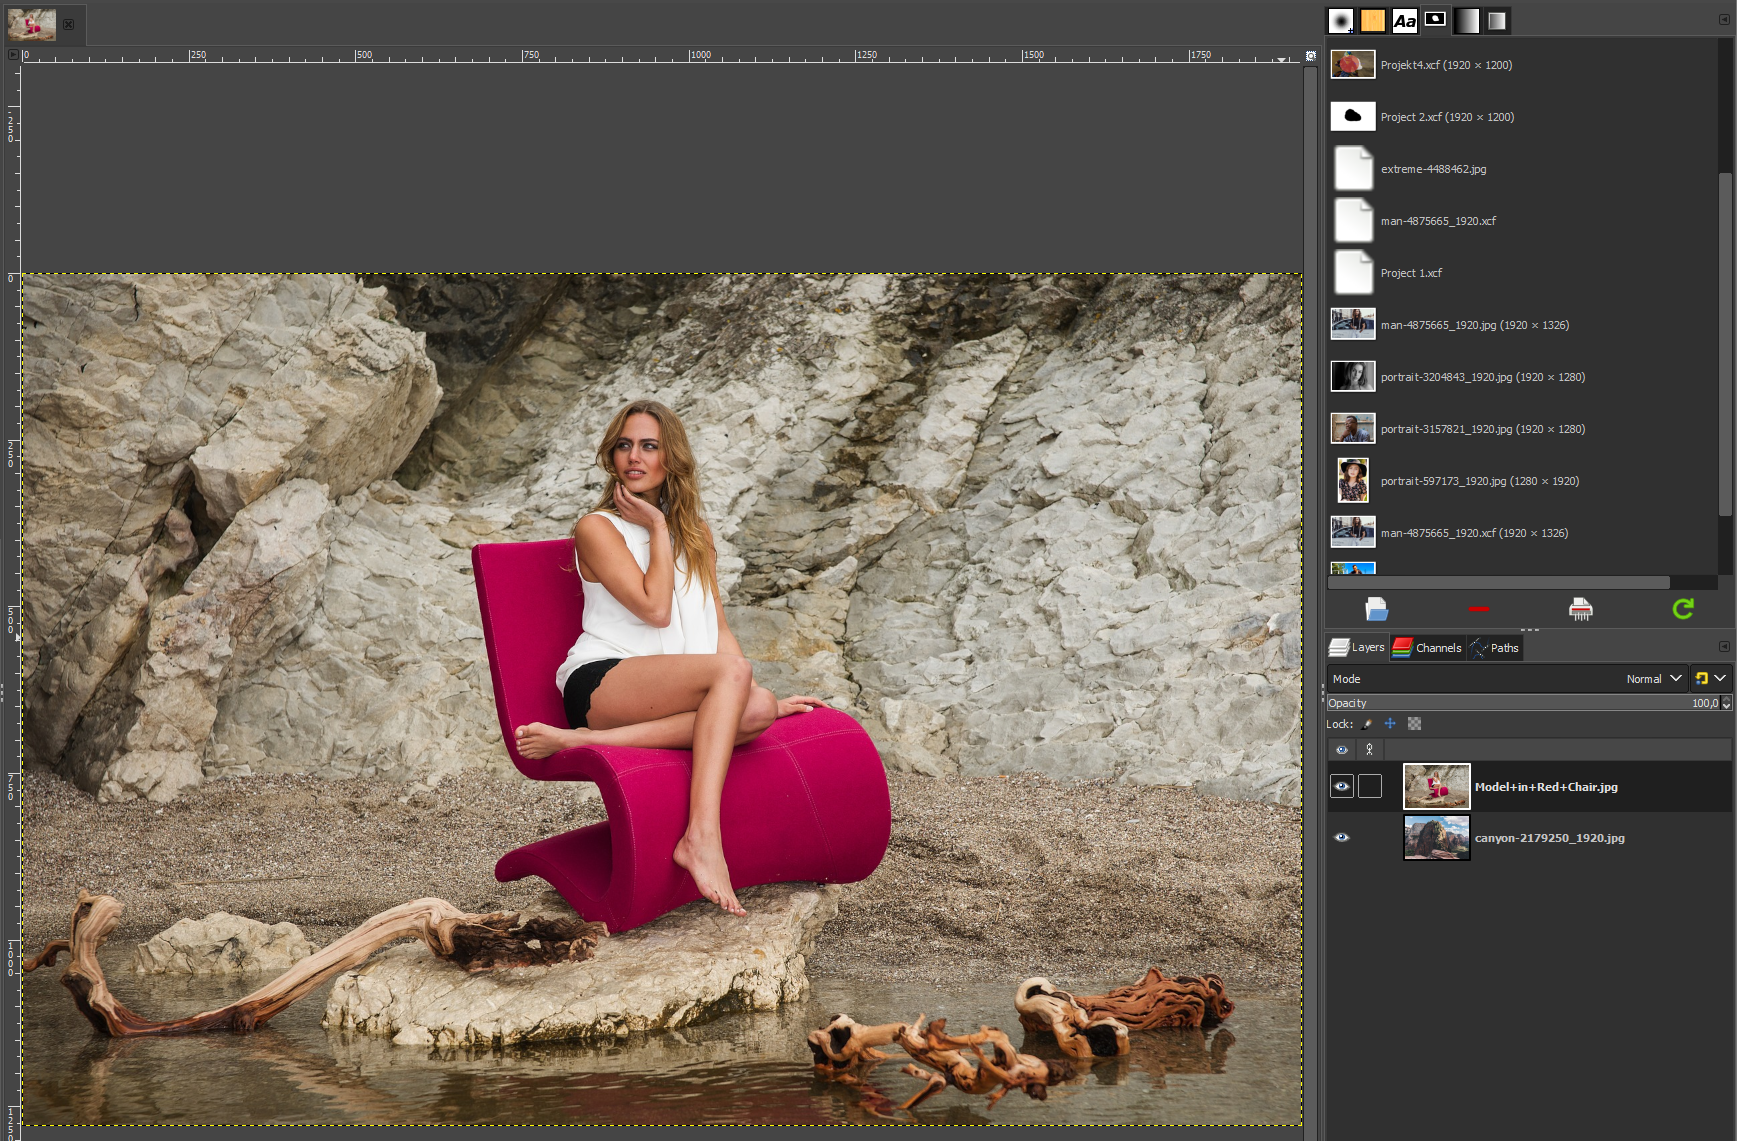 0 250 500 750 1000 1250 1500 1750
-250
0
250
500
750
1000
1250
Aa
Projekt4.xcf (1920 × 1200)
Project 2.xcf (1920 × 1200)
extreme-4488462.jpg
man-4875665_1920.xcf
Project 1.xcf
man-4875665_1920.jpg (1920 × 1326)
portrait-3204843_1920.jpg (1920 × 1280)
portrait-3157821_1920.jpg (1920 × 1280)
portrait-597173_1920.jpg (1280 × 1920)
man-4875665_1920.xcf (1920 × 1326)
Layers Channels Paths
Mode Normal
Opacity 100,0
Lock:
Model+in+Red+Chair.jpg
canyon-2179250_1920.jpg